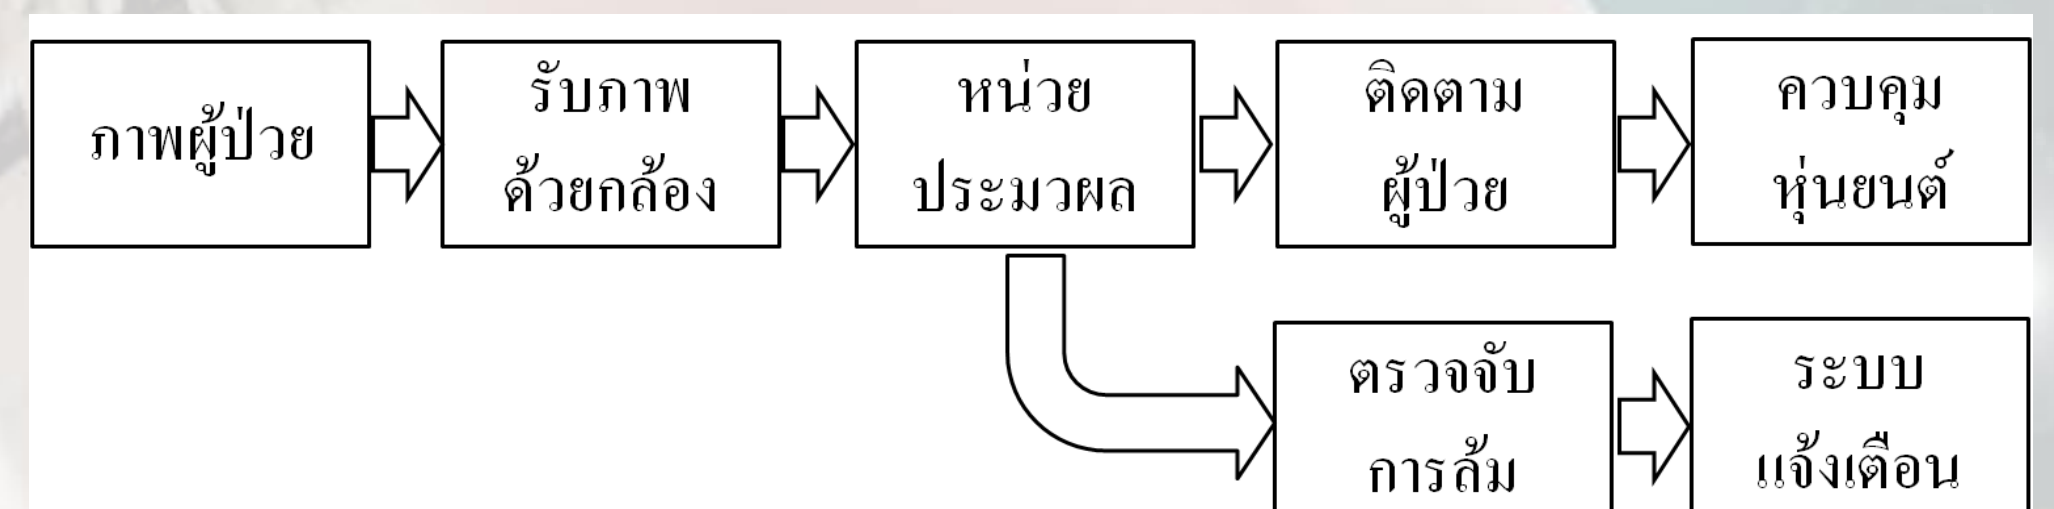 ภาพผู้ป่วย
รับภาพ
ด้วยกล้อง
หน่วย
ประมวผล
ติดตาม
ผู้ป่วย
ควบคุม
หุ่นยนต์
ตรวจจับ
การล้ม
ระบบ
แจ้งเตือน